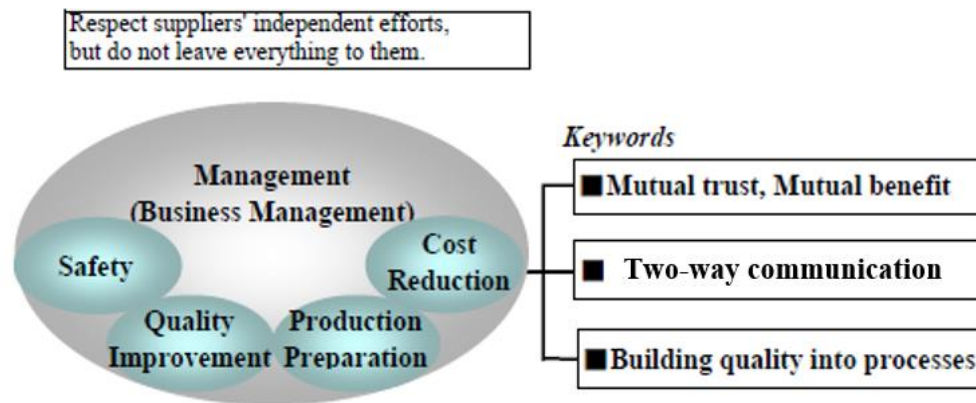 Respect suppliers' independent efforts,
but do not leave everything to them.
Management
(Business Management)
Safety
Quality
Improvement
Production
Preparation
Cost
Reduction
Keywords
■ Mutual trust, Mutual benefit
■ Two-way communication
■ Building quality into processes